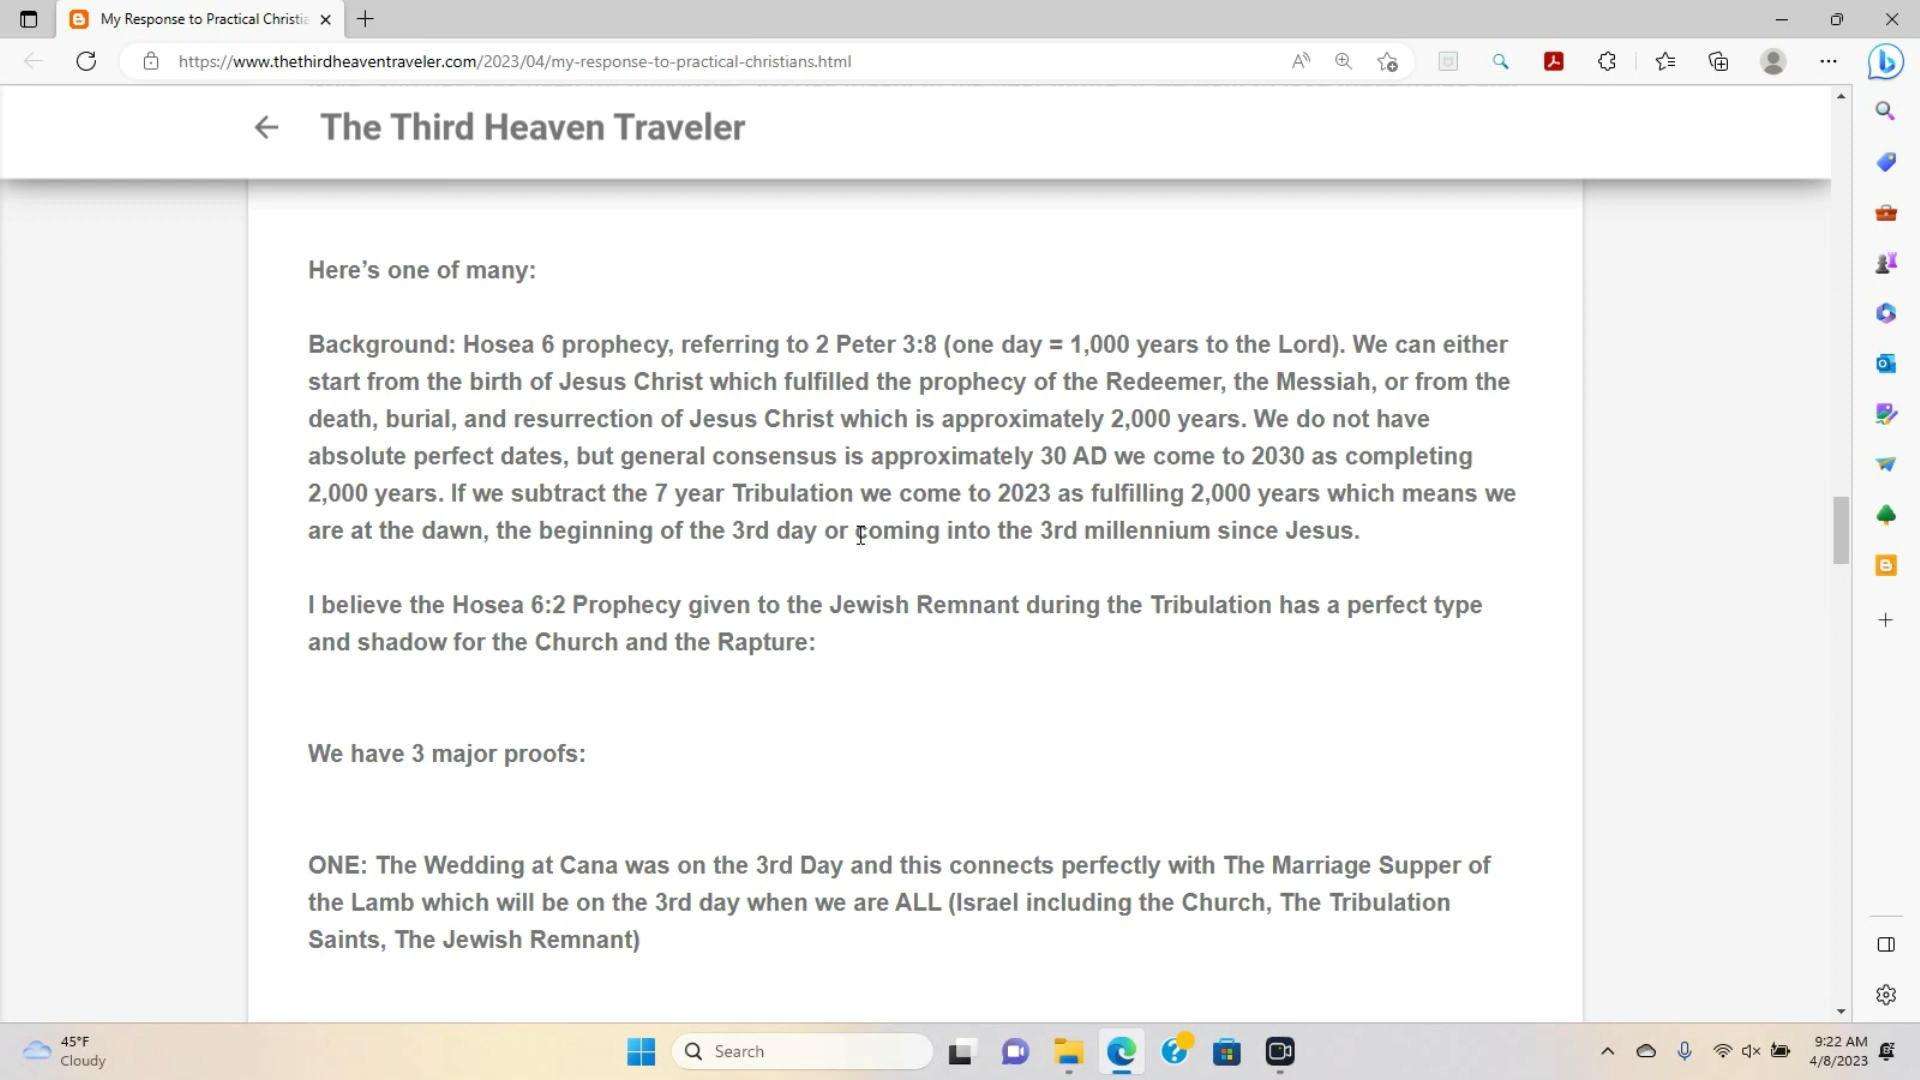 My Response to Practical Christia
https://www.thethirdheaventraveler.com/2023/04/my-response-to-practical-christians.html
The Third Heaven Traveler
Here’s one of many:
Background: Hosea 6 prophecy, referring to 2 Peter 3:8 (one day = 1,000 years to the Lord). We can either
start from the birth of Jesus Christ which fulfilled the prophecy of the Redeemer, the Messiah, or from the
death, burial, and resurrection of Jesus Christ which is approximately 2,000 years. We do not have
absolute perfect dates, but general consensus is approximately 30 AD we come to 2030 as completing
2,000 years. If we subtract the 7 year Tribulation we come to 2023 as fulfilling 2,000 years which means we
are at the dawn, the beginning of the 3rd day or coming into the 3rd millennium since Jesus.
I believe the Hosea 6:2 Prophecy given to the Jewish Remnant during the Tribulation has a perfect type
and shadow for the Church and the Rapture:
We have 3 major proofs:
ONE: The Wedding at Cana was on the 3rd Day and this connects perfectly with The Marriage Supper of
the Lamb which will be on the 3rd day when we are ALL (Israel including the Church, The Tribulation
Saints, The Jewish Remnant)
45°F
Cloudy
Search
9:22 AM
4/8/2023